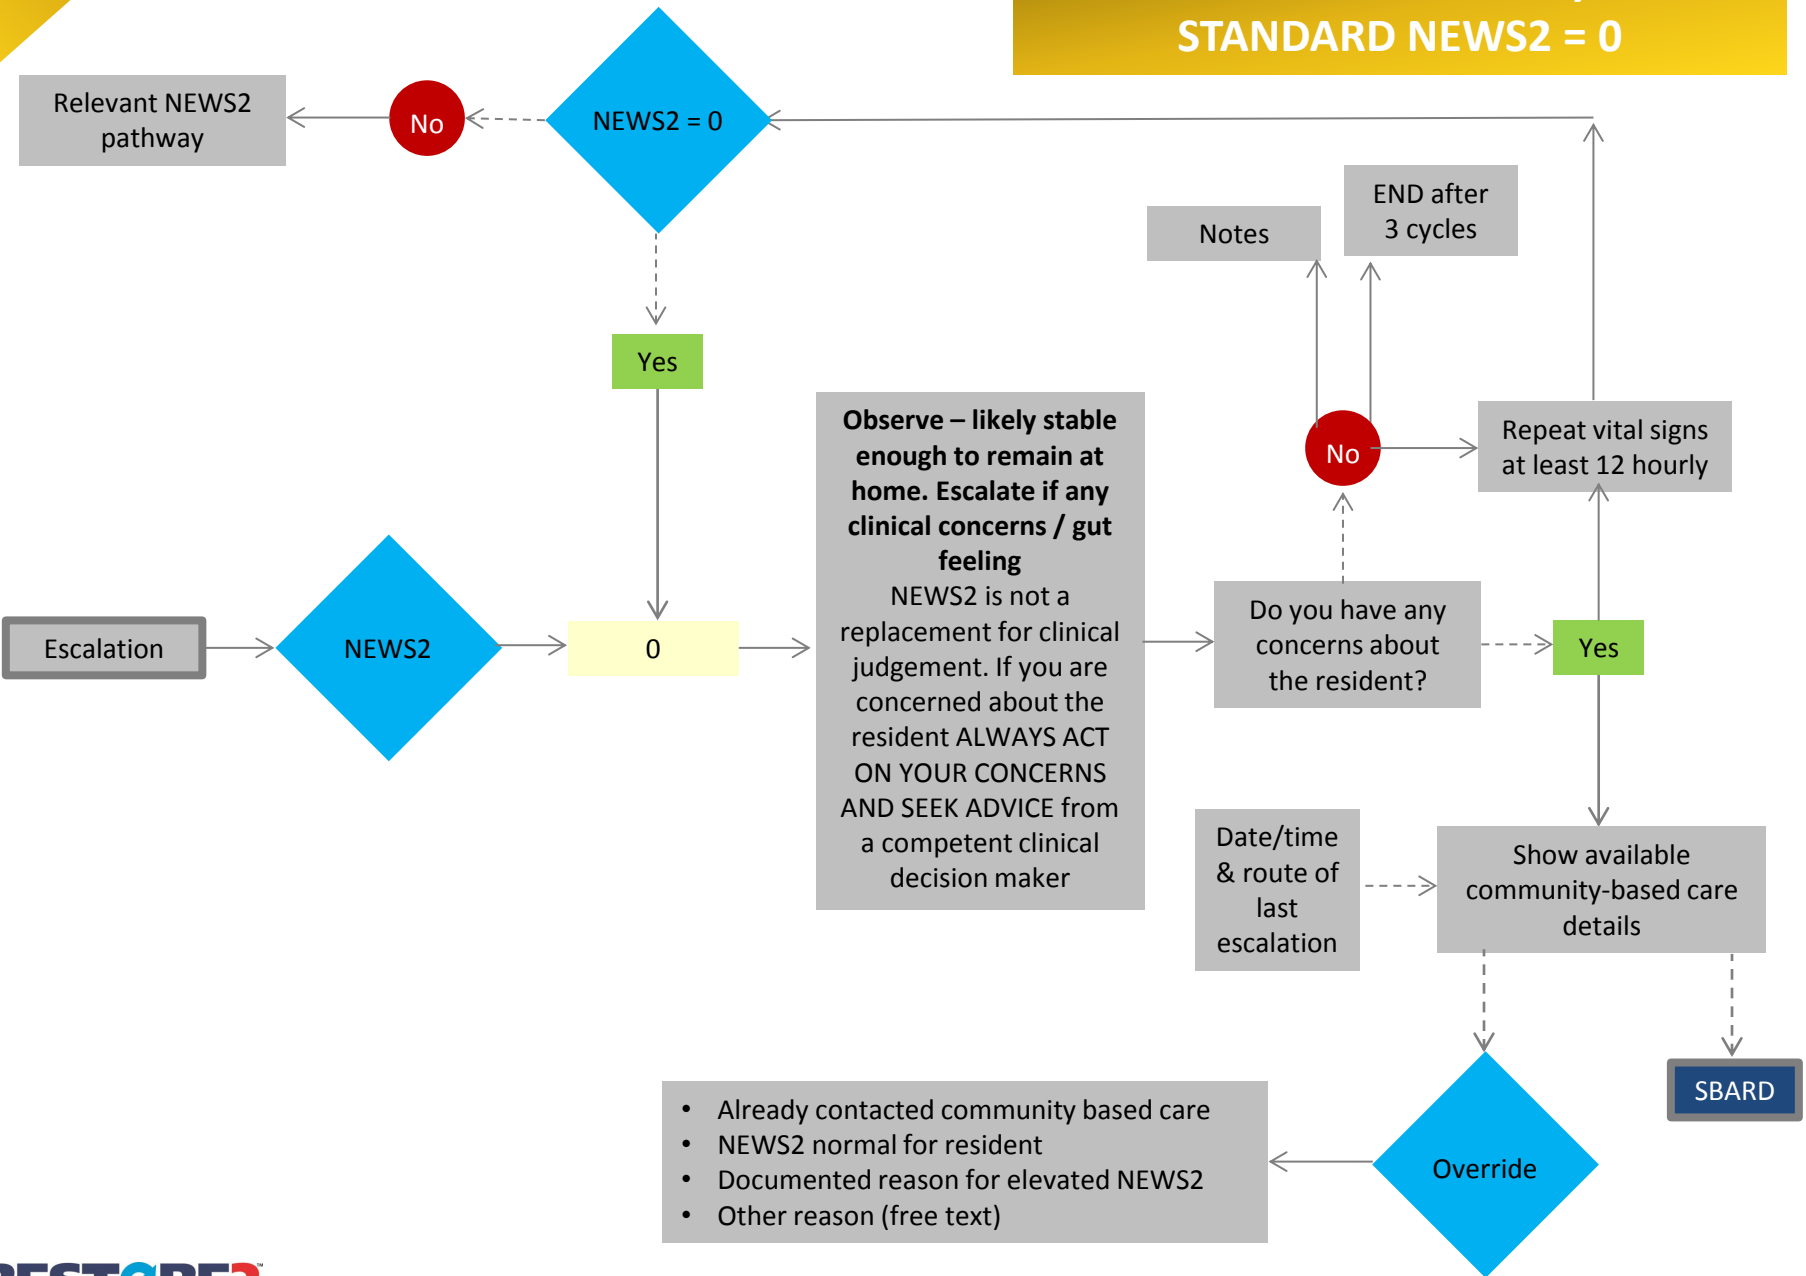 STANDARD NEWS2 = 0
Relevant NEWS2
pathway
No
NEWS2 = 0
Notes
END after
3 cycles
Yes
Observe – likely stable
enough to remain at
home. Escalate if any
clinical concerns / gut
feeling
NEWS2 is not a
replacement for clinical
judgement. If you are
concerned about the
resident ALWAYS ACT
ON YOUR CONCERNS
AND SEEK ADVICE from
a competent clinical
decision maker
No
Repeat vital signs
at least 12 hourly
Escalation
NEWS2
0
Do you have any
concerns about
the resident?
Yes
Date/time
& route of
last
escalation
Show available
community-based care
details
SBARD
• Already contacted community based care
• NEWS2 normal for resident
• Documented reason for elevated NEWS2
• Other reason (free text)
Override
RESTORE2™